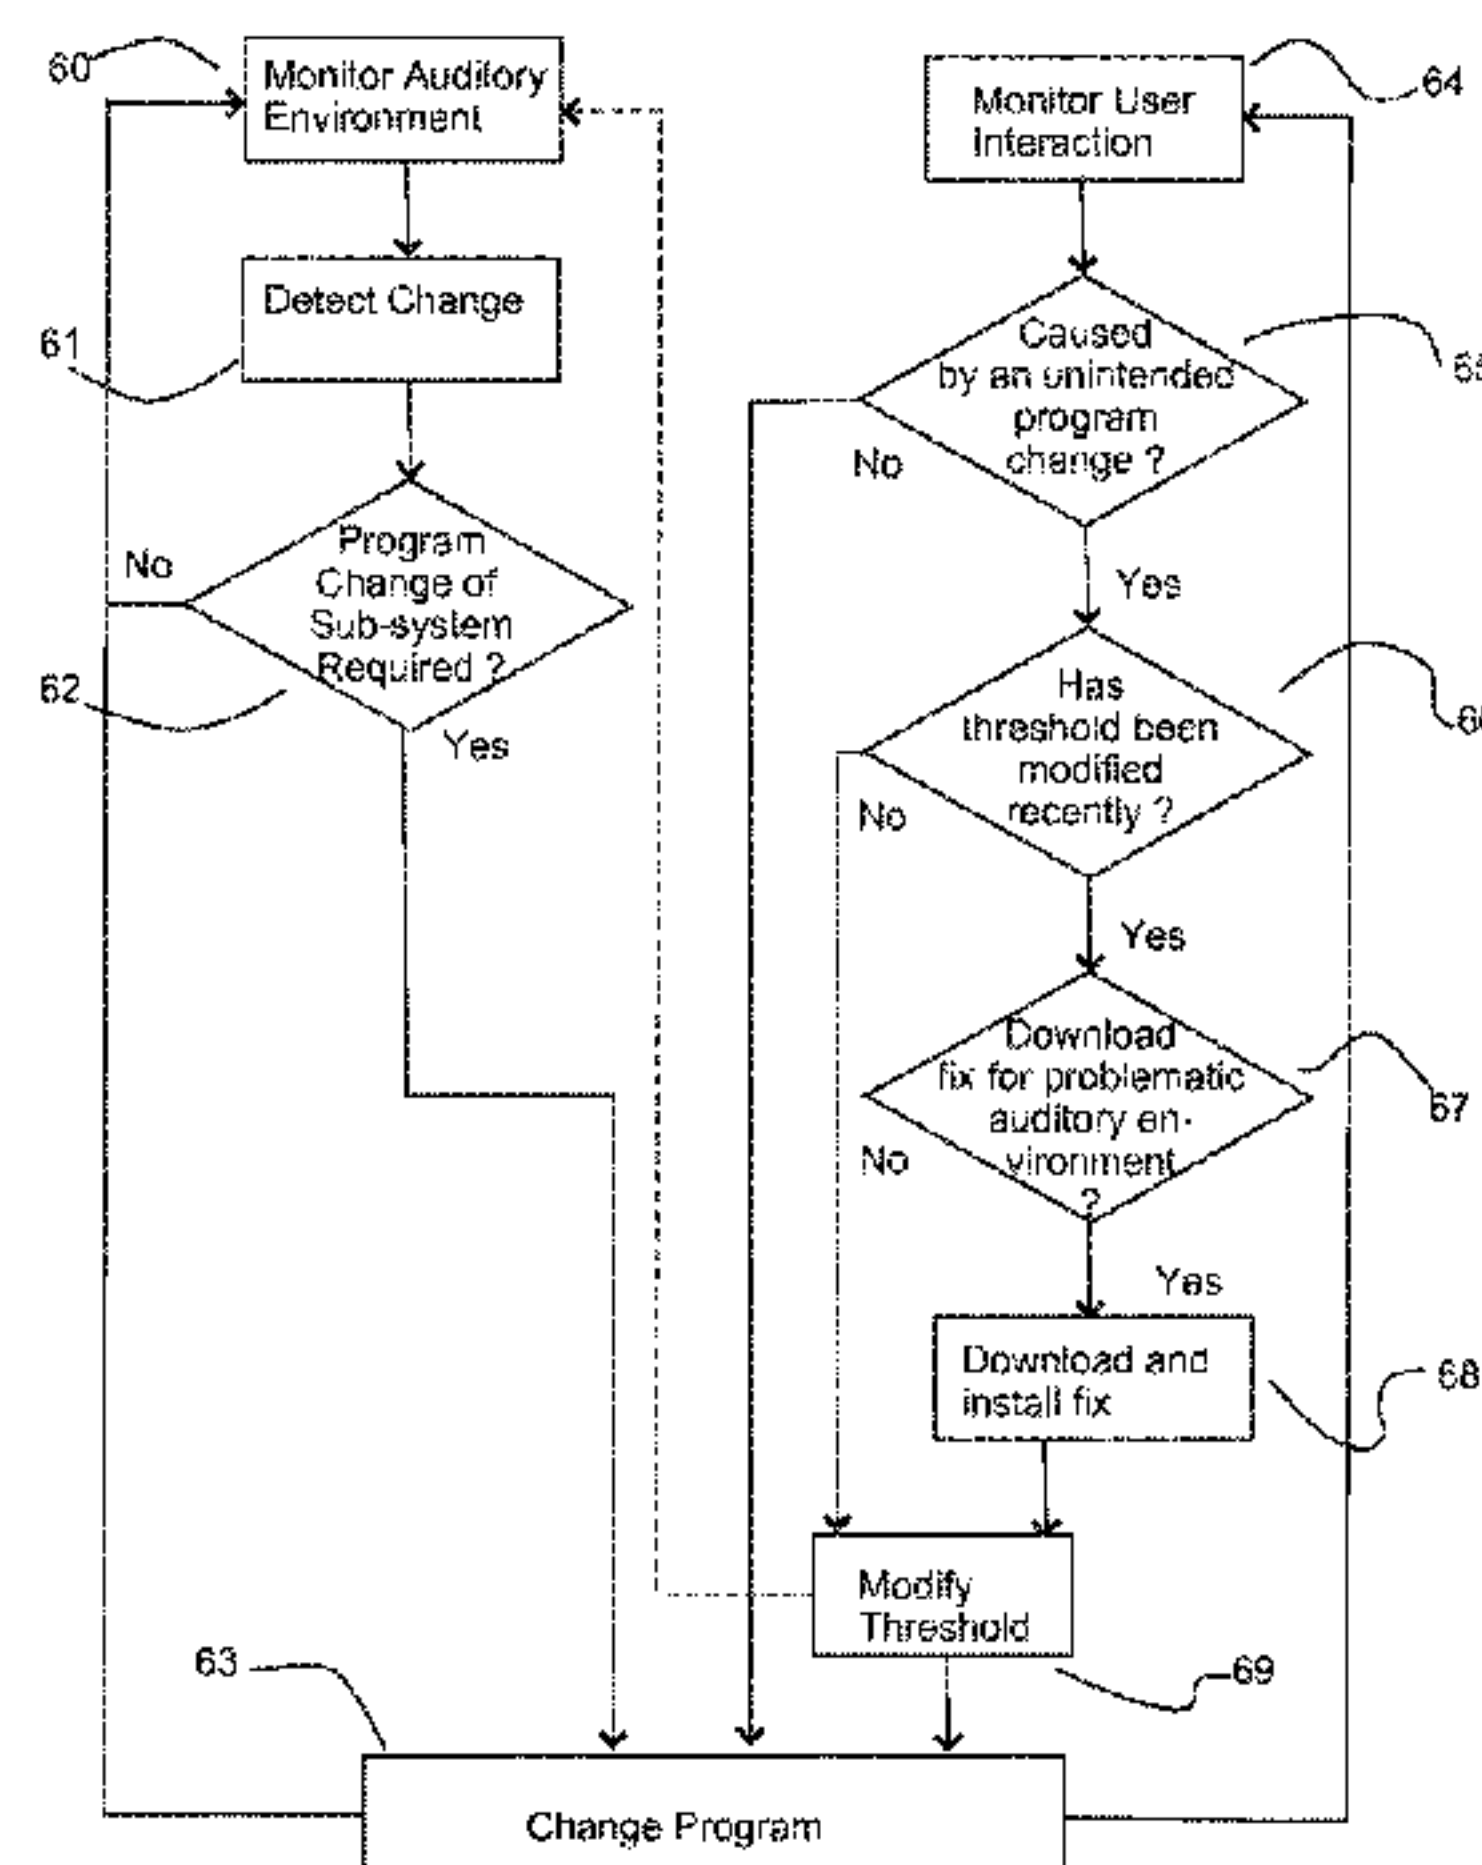 60
Monitor Auditory
Environment
Detect Change
61
No
Program
Change of
Sub-system
Required ?
62
Yes
63
Change Program
64
Monitor User
Interaction
Caused
by an unintended
program
change ?
No
Yes
Has
threshold been
modified
recently ?
No
Yes
Download
fix for problematic
auditory en-
vironment
?
67
No
Yes
Download and
install fix
68
Modify
Threshold
69